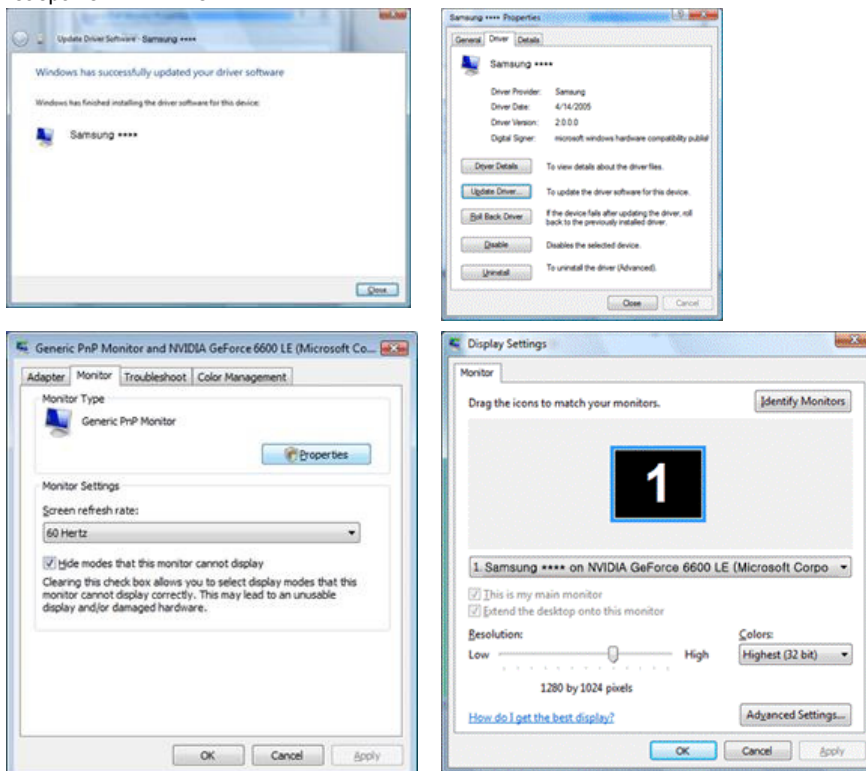 Update Driver Software - Samsung ****
Windows has successfully updated your driver software
Windows has finished installing the driver software for this device:
Samsung ****
Close
Samsung **** Properties
General Driver Details
Samsung ****
Driver Provider: Samsung
Driver Date: 4/14/2005
Driver Version: 2.0.0.0
Digital Signer: microsoft windows hardware compatibility publis
Driver Details To view details about the driver files.
Update Driver... To update the driver software for this device.
Roll Back Driver If the device fails after updating the driver, roll
back to the previously installed driver.
Disable Disables the selected device.
Uninstall To uninstall the driver (Advanced).
Close Cancel
Generic PnP Monitor and NVIDIA GeForce 6600 LE (Microsoft Co...
Adapter Monitor Troubleshoot Color Management
Monitor Type
Generic PnP Monitor
Properties
Monitor Settings
Screen refresh rate:
60 Hertz
Hide modes that this monitor cannot display
Clearing this check box allows you to select display modes that this
monitor cannot display correctly. This may lead to an unusable
display and/or damaged hardware.
OK Cancel Apply
Display Settings
Monitor
Drag the icons to match your monitors. Identify Monitors
1
1. Samsung **** on NVIDIA GeForce 6600 LE (Microsoft Corpo
This is my main monitor
Extend the desktop onto this monitor
Resolution: Colors:
Low High Highest (32 bit)
1280 by 1024 pixels
How do I get the best display? Advanced Settings...
OK Cancel Apply